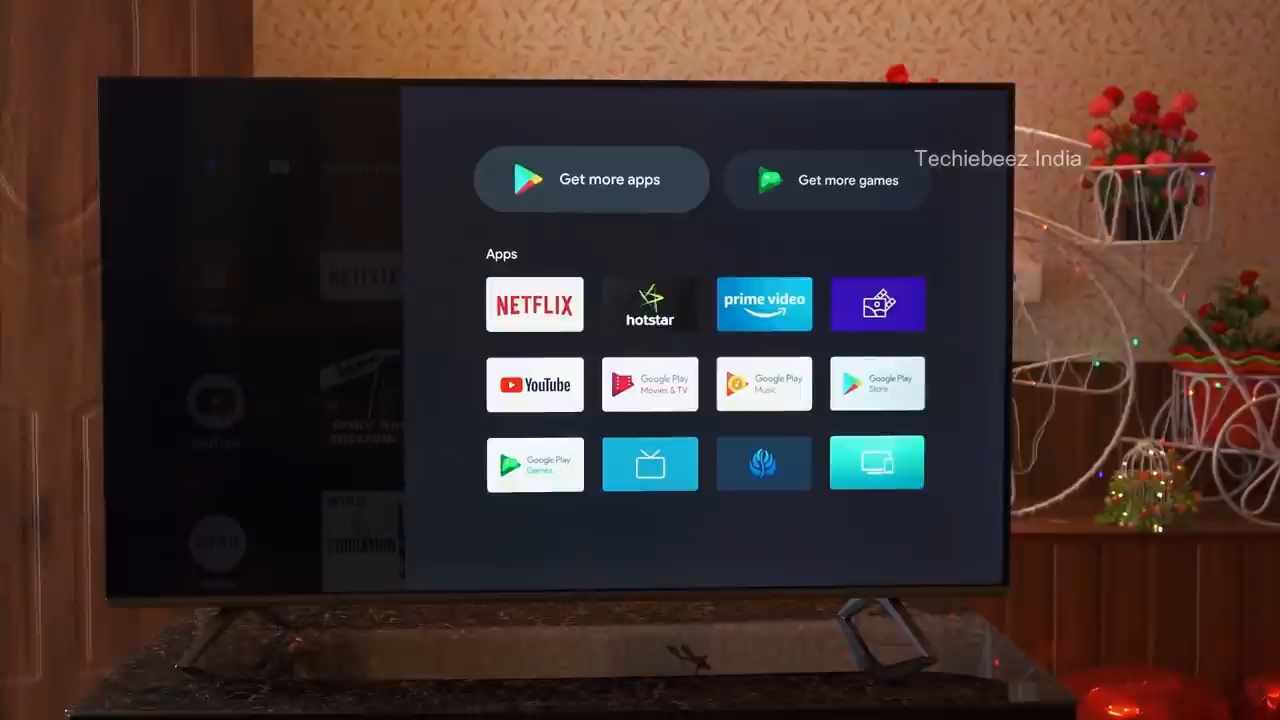 Techiebeez India
Get more apps
Get more games
Apps
NETFLIX
hotstar
prime video
YouTube
Google Play
Movies & TV
Google Play
Music
Google Play
Store
Google Play
Games
NETFLIX